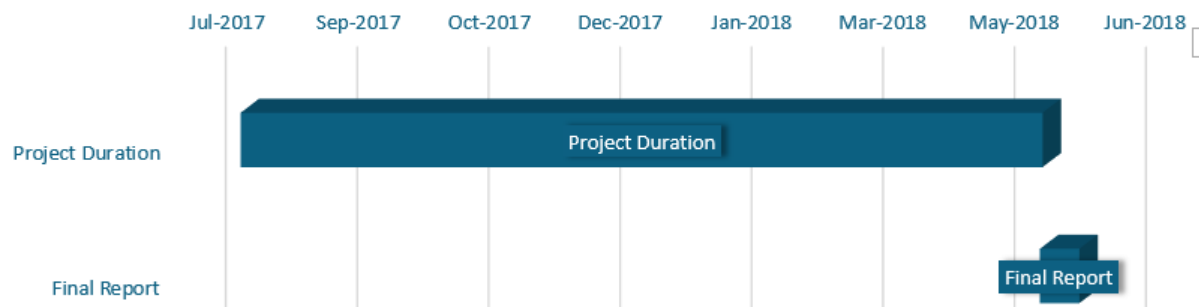 Jul-2017 Sep-2017 Oct-2017 Dec-2017 Jan-2018 Mar-2018 May-2018 Jun-2018
Project Duration
Project Duration
Final Report
Final Report